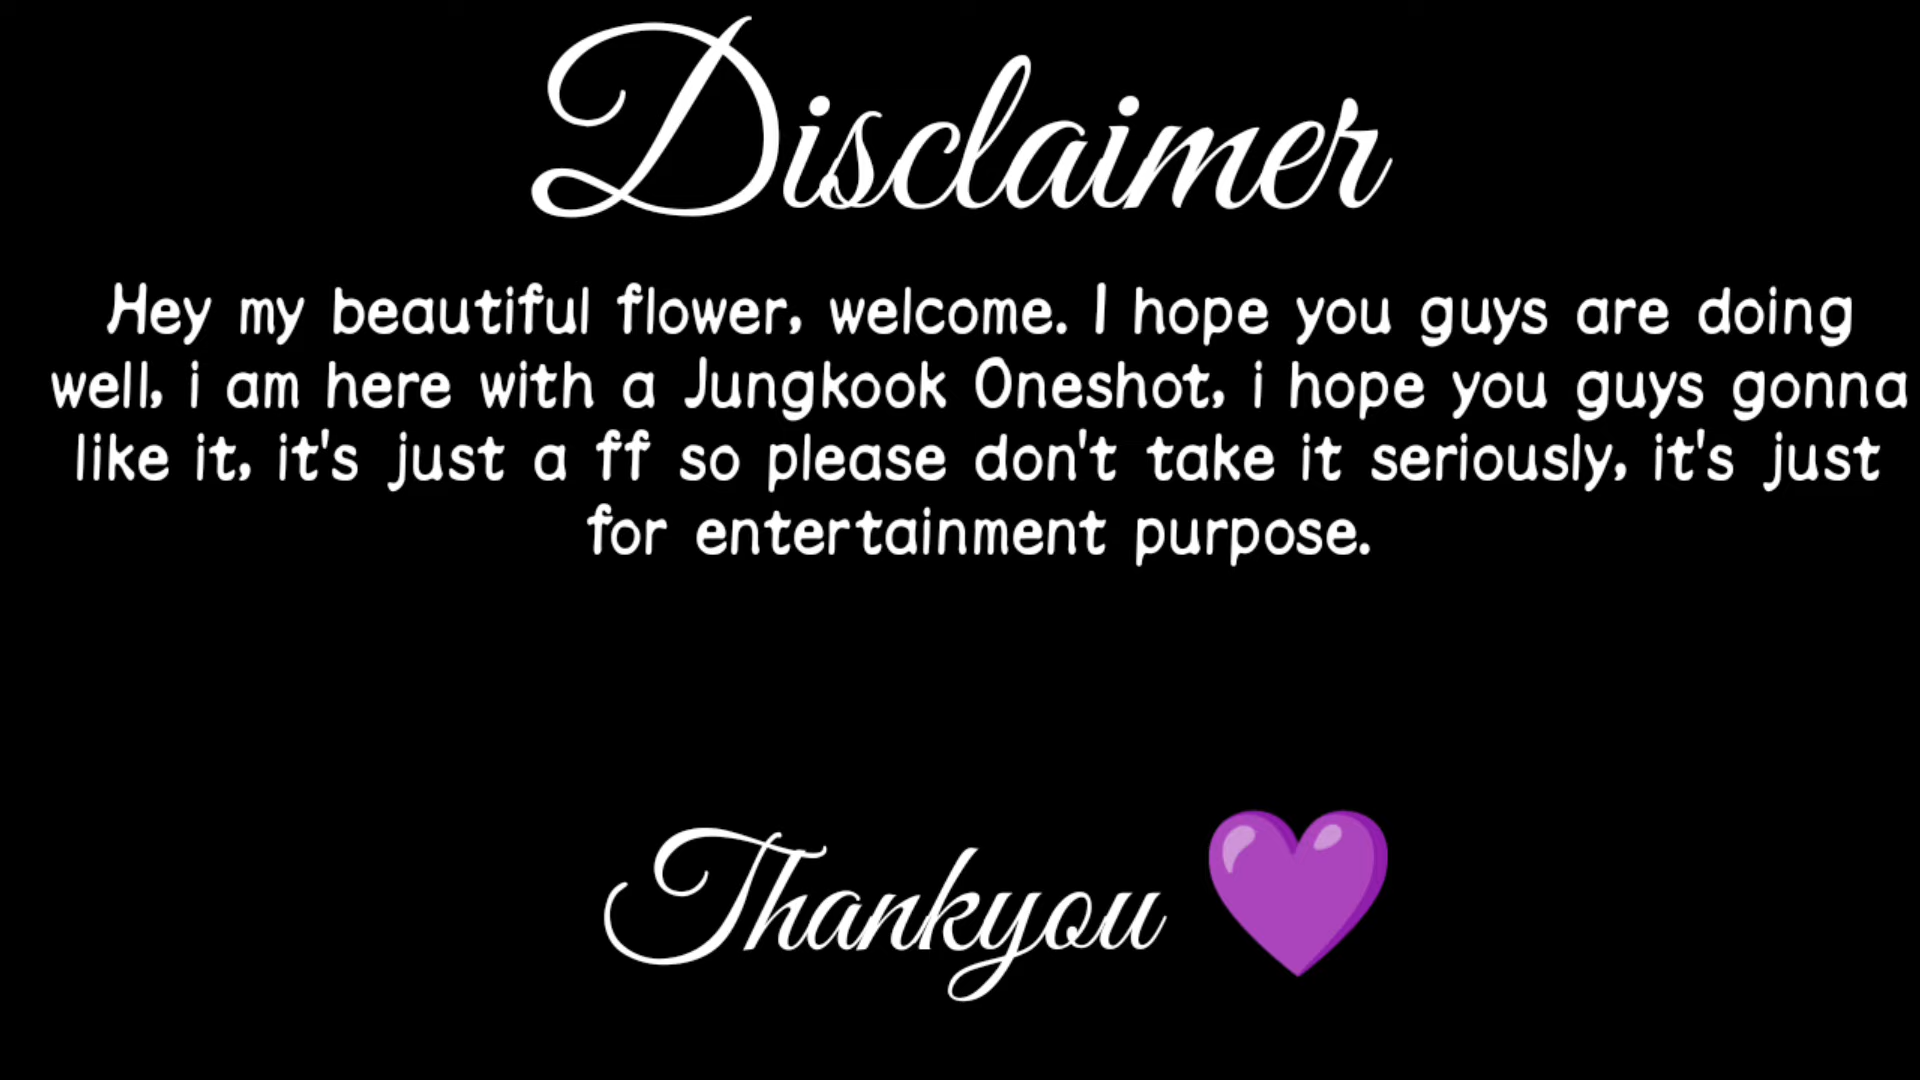 Disclaimer
Hey my beautiful flower, welcome. I hope you guys are doing
well, i am here with a Jungkook Oneshot, i hope you guys gonna
like it, it's just a ff so please don't take it seriously, it's just
for entertainment purpose.
Thankyou 💜